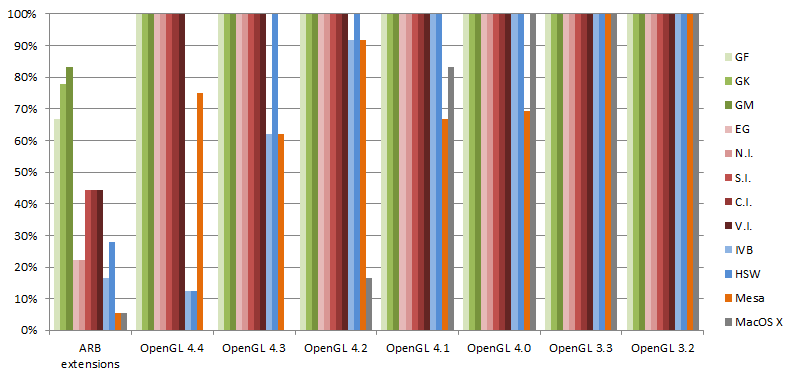 100%
90%
80%
70%
60%
50%
40%
30%
20%
10%
0%
ARB
extensions
OpenGL 4.4
OpenGL 4.3
OpenGL 4.2
OpenGL 4.1
OpenGL 4.0
OpenGL 3.3
OpenGL 3.2
GF
GK
GM
EG
N.I.
S.I.
C.I.
V.I.
IVB
HSW
Mesa
MacOS X